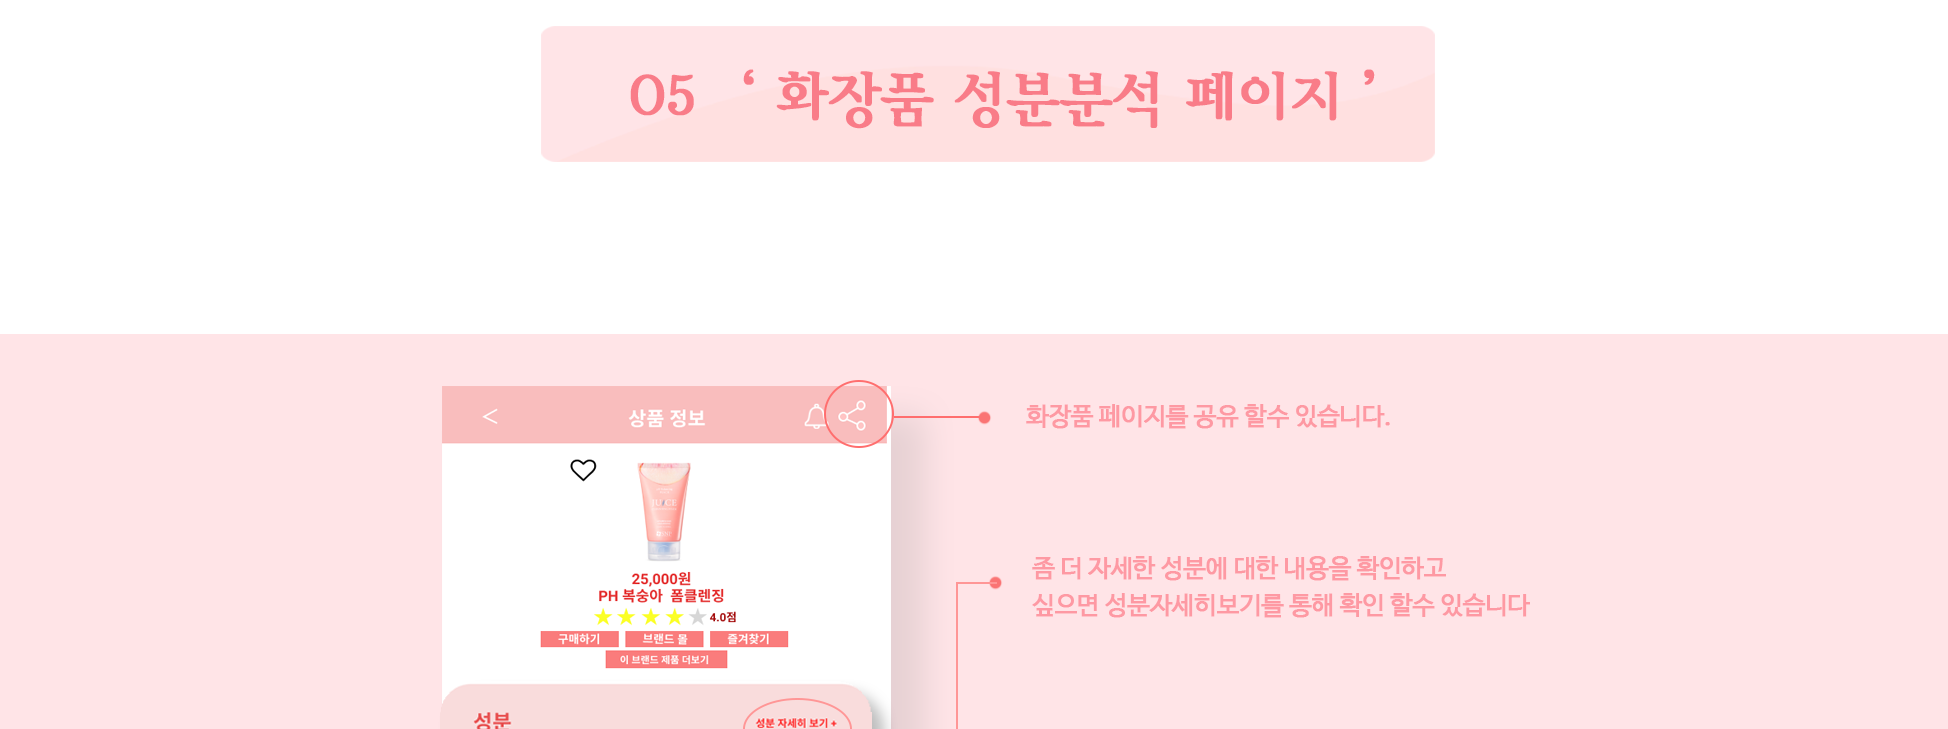 05 ‘ 화장품 성분분석 페이지 ’
< 상품 정보
화장품 페이지를 공유 할수 있습니다.
좀 더 자세한 성분에 대한 내용을 확인하고
싶으면 성분자세히보기를 통해 확인 할수 있습니다
25,000원
PH 복숭아 폼클렌징
4.0점
구매하기 브랜드 몰 즐겨찾기
이 브랜드 제품 더보기
성분
성분 자세히 보기 +